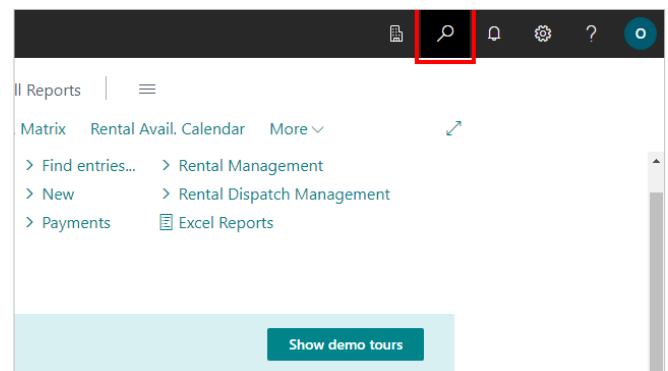 ? O
ll Reports
. Matrix Rental Avail. Calendar More
> Find entries... > Rental Management
> New > Rental Dispatch Management
> Payments Excel Reports
Show demo tours